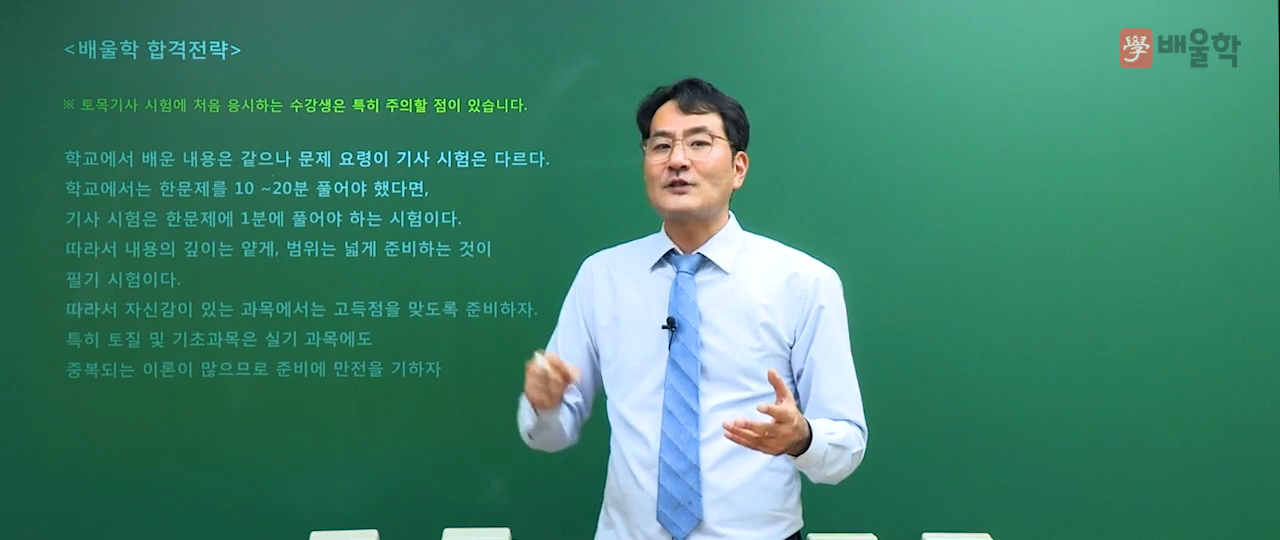 <배울학 합격전략>
學배울학
※ 토목기사 시험에 처음 응시하는 수강생은 특히 주의할 점이 있습니다.
학교에서 배운 내용은 같으나 문제 요령이 기사 시험은 다르다.
학교에서는 한문제를 10 ~20분 풀어야 했다면,
기사 시험은 한문제에 1분에 풀어야 하는 시험이다.
따라서 내용의 깊이는 얕게, 범위는 넓게 준비하는 것이
필기 시험이다.
따라서 자신감이 있는 과목에서는 고득점을 맞도록 준비하자.
특히 토질 및 기초과목은 실기 과목에도
중복되는 이론이 많으므로 준비에 만전을 기하자